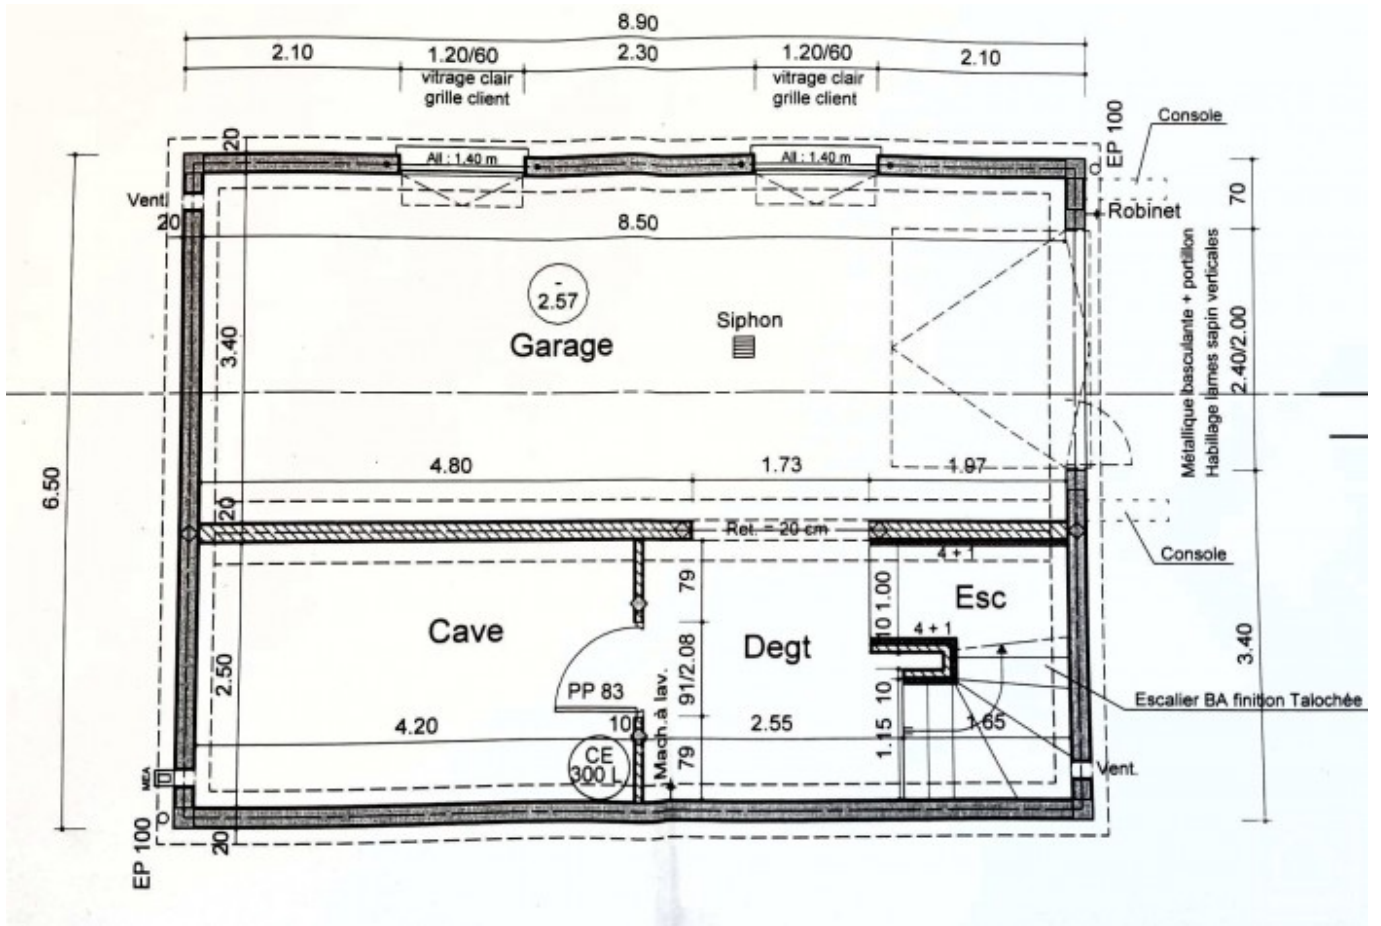 8.90
2.10
1.20/60
2.30
1.20/60
2.10
vitrage clair
grille client
vitrage clair
grille client
EP 100
Console
20
All : 1.40 m
All : 1.40 m
Vent.
20
8.50
Robinet
70
2.57
Siphon
Garage
3.40
Métallique basculante + portillon
Habillage lames sapin verticales
2.40/2.00
6.50
4.80
1.73
1.97
20
Ret. = 20 cm
4 + 1
Console
79
10 1.00
Esc
Cave
4 + 1
Degt
3.40
2.50
PP 83
91/2.08
10
Escalier BA finition Talochée
4.20
10
Mach.à lav.
2.55
1.15
1.65
CE
300 L
79
Vent.
MEA
EP 100
20